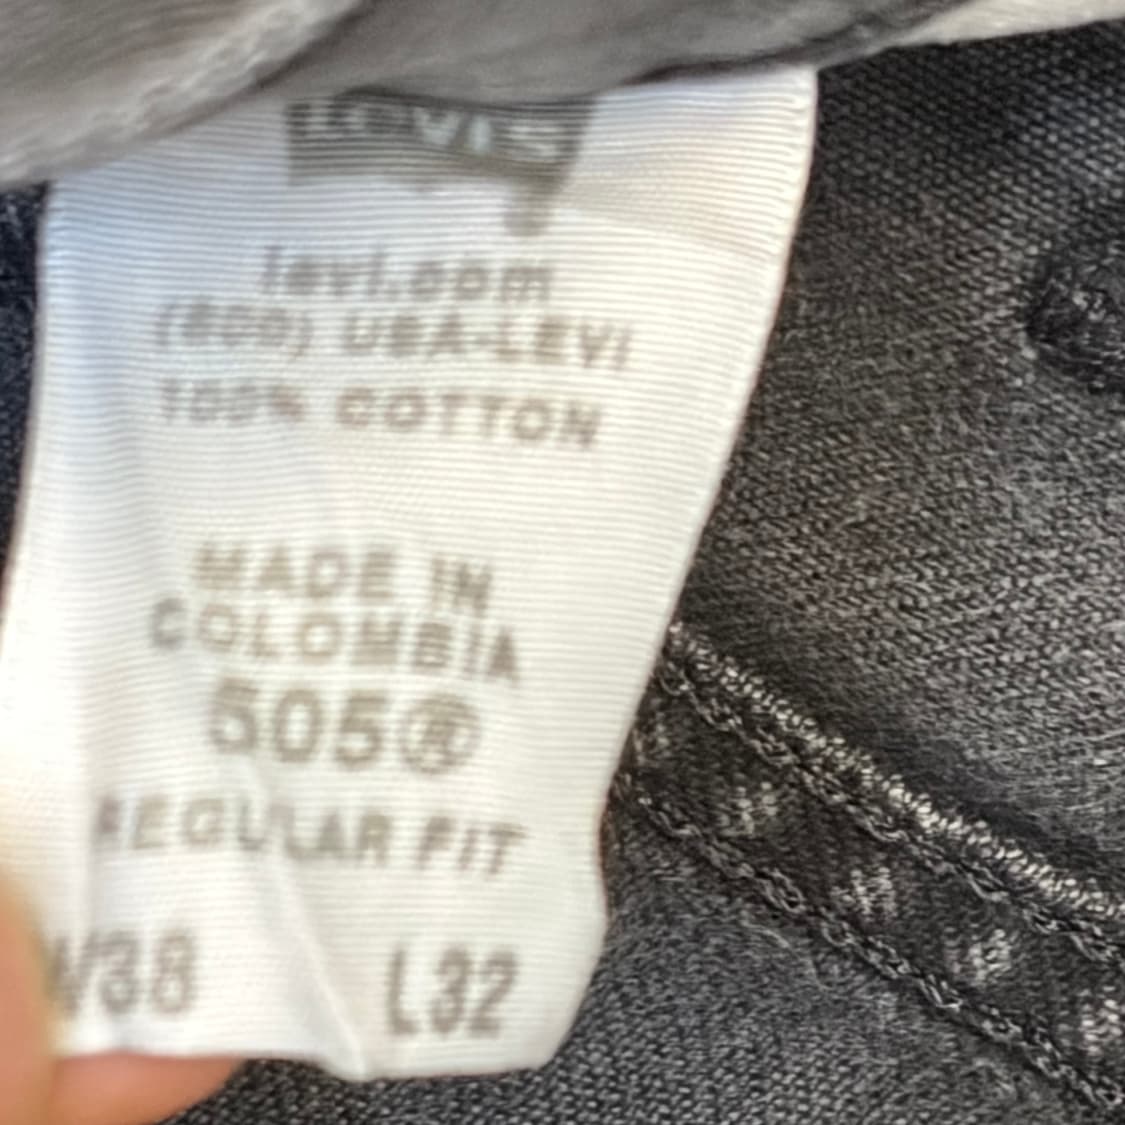 LEVI'S
levi.com
(800) USA-LEVI
100% COTTON
MADE IN
COLOMBIA
505®
REGULAR FIT
W38 L32